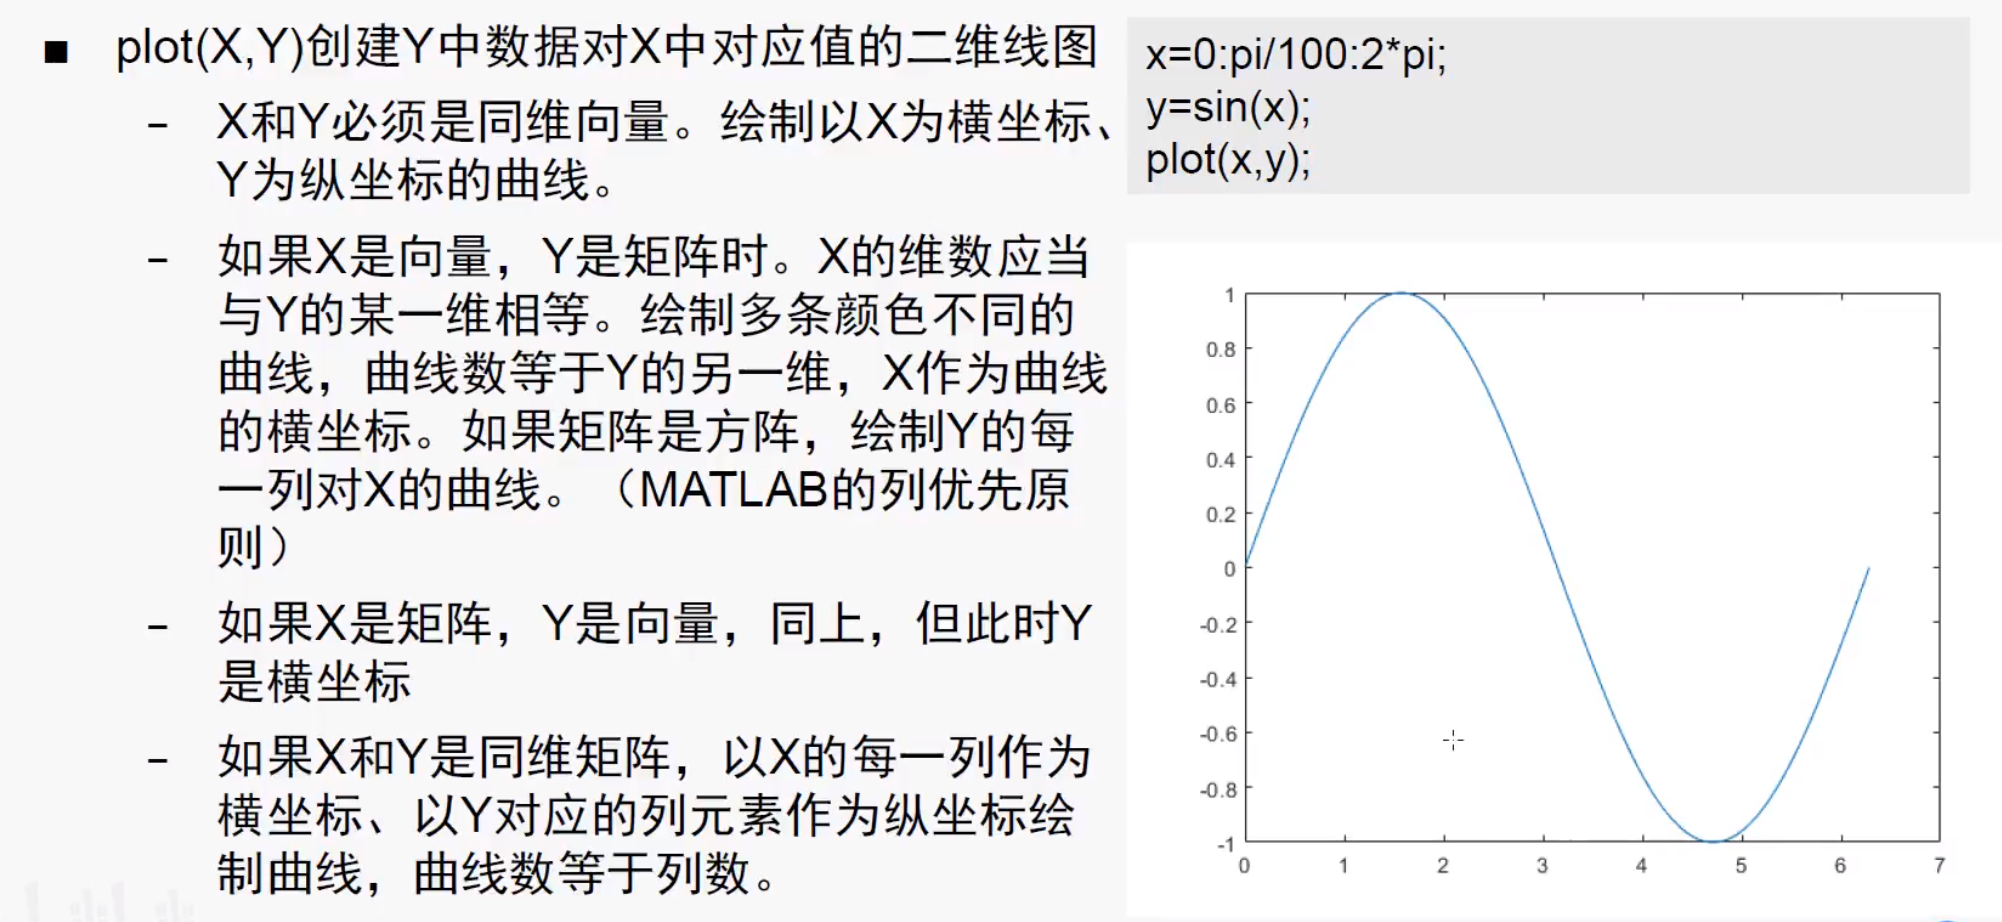 ■ plot(X,Y)创建Y中数据对X中对应值的二维线图
– X和Y必须是同维向量。绘制以X为横坐标、
Y为纵坐标的曲线。
– 如果X是向量，Y是矩阵时。X的维数应当
与Y的某一维相等。绘制多条颜色不同的
曲线，曲线数等于Y的另一维，X作为曲线
的横坐标。如果矩阵是方阵，绘制Y的每
一列对X的曲线。（MATLAB的列优先原
则）
– 如果X是矩阵，Y是向量，同上，但此时Y
是横坐标
– 如果X和Y是同维矩阵，以X的每一列作为
横坐标、以Y对应的列元素作为纵坐标绘
制曲线，曲线数等于列数。
x=0:pi/100:2*pi;
y=sin(x);
plot(x,y);
1
0.8
0.6
0.4
0.2
0
-0.2
-0.4
-0.6
-0.8
-1
0 1 2 3 4 5 6 7